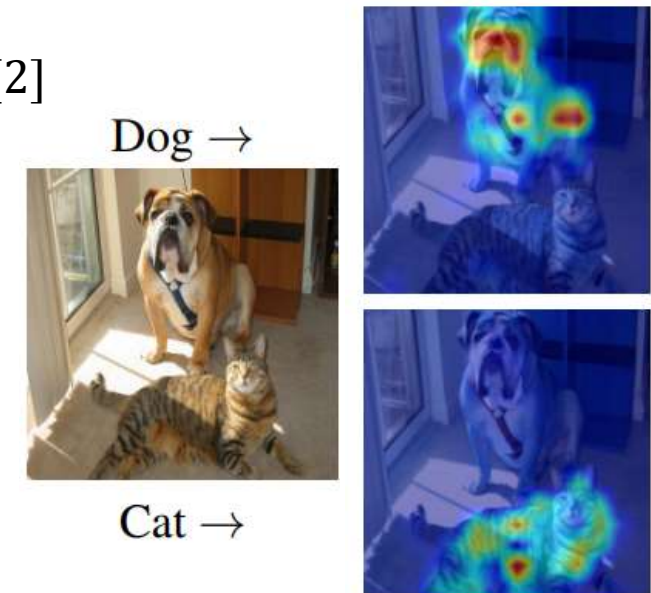 [2]
Dog →
Cat →